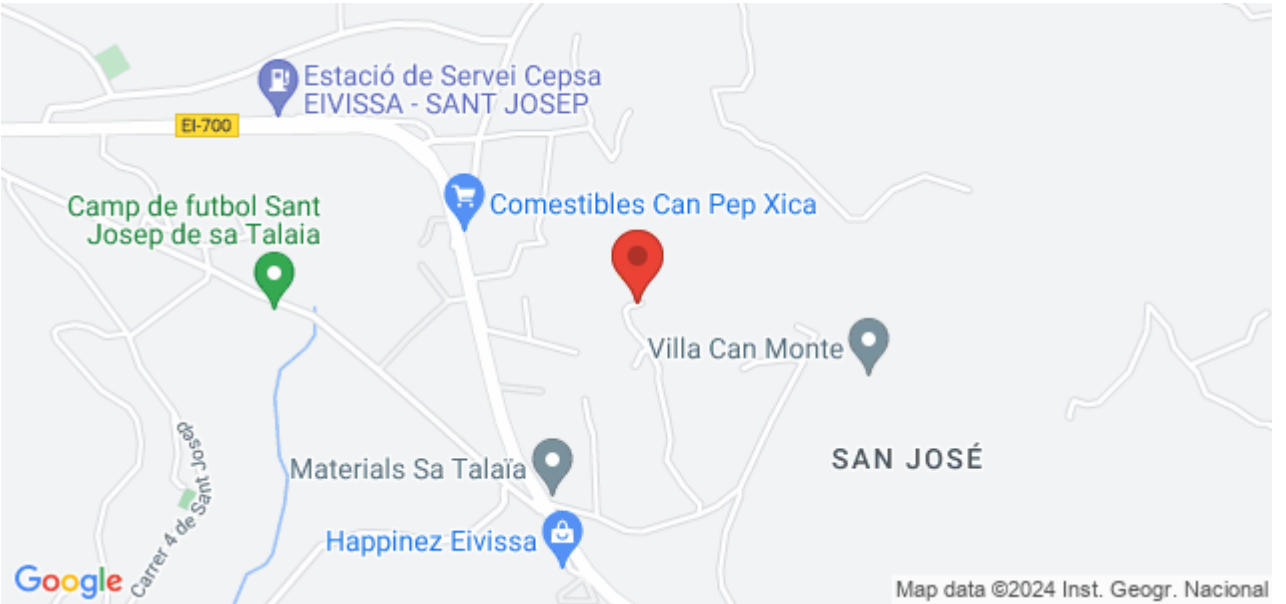 Estació de Servei Cepsa
EIVISSA - SANT JOSEP
EI-700
Camp de futbol Sant
Josep de sa Talaia
Comestibles Can Pep Xica
Villa Can Monte
SAN JOSÉ
Materials Sa Talaïa
Happinez Eivissa
Carrer 4 de Sant Josep
Google
Map data ©2024 Inst. Geogr. Nacional